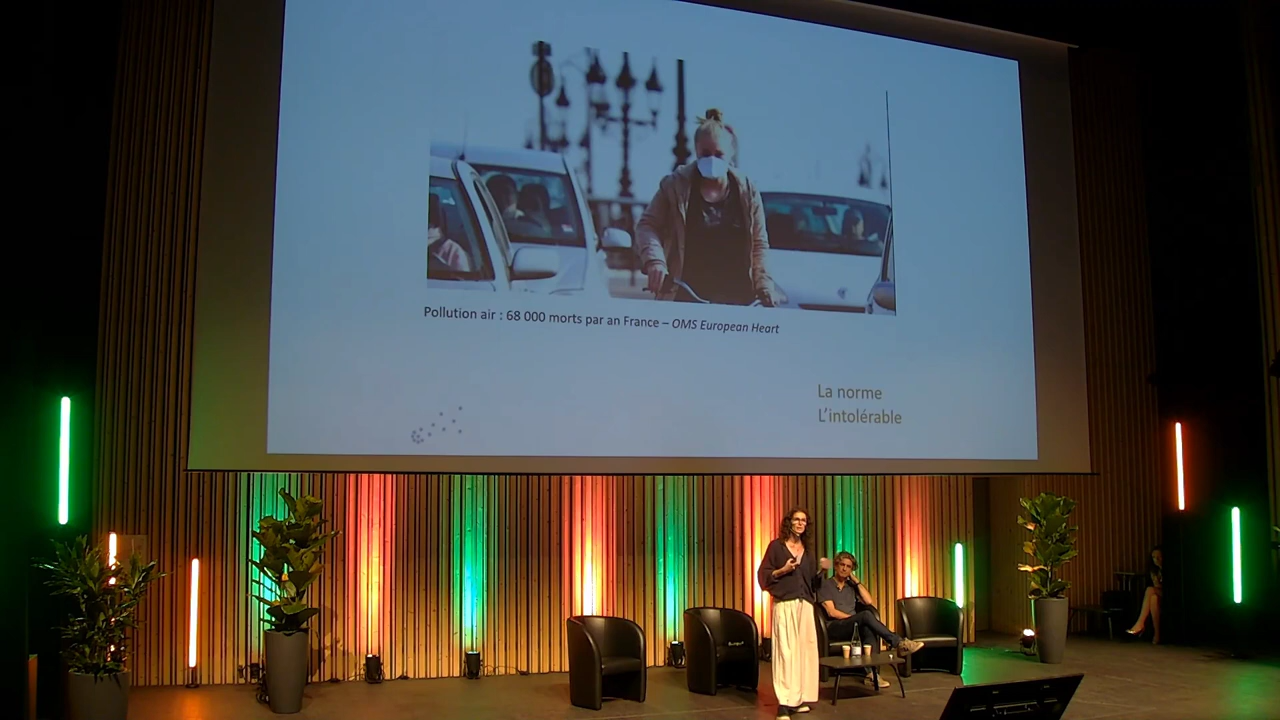 Pollution air : 68 000 morts par an France – OMS European Heart
La norme
L'intolérable